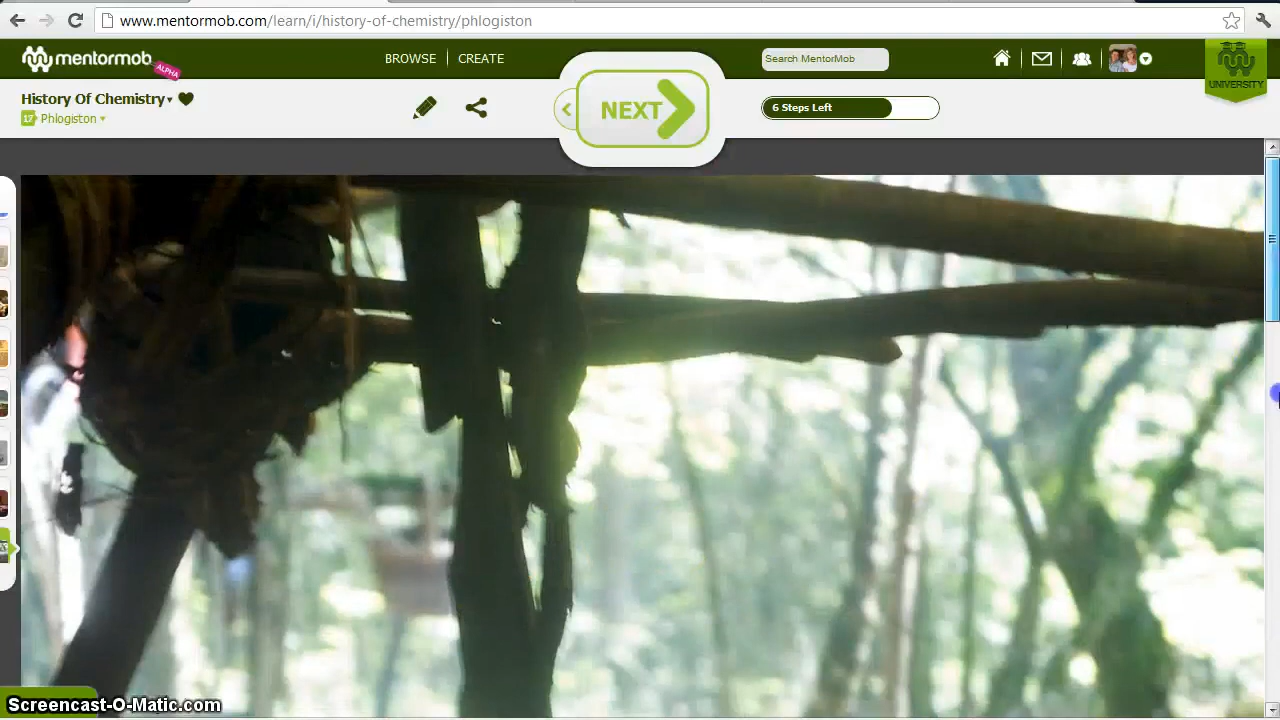 www.mentormob.com/learn/i/history-of-chemistry/phlogiston
mentormob
ALPHA
BROWSE
CREATE
Search MentorMob
UNIVERSITY
History Of Chemistry
17 Phlogiston
NEXT
6 Steps Left
Screencast-O-Matic.com